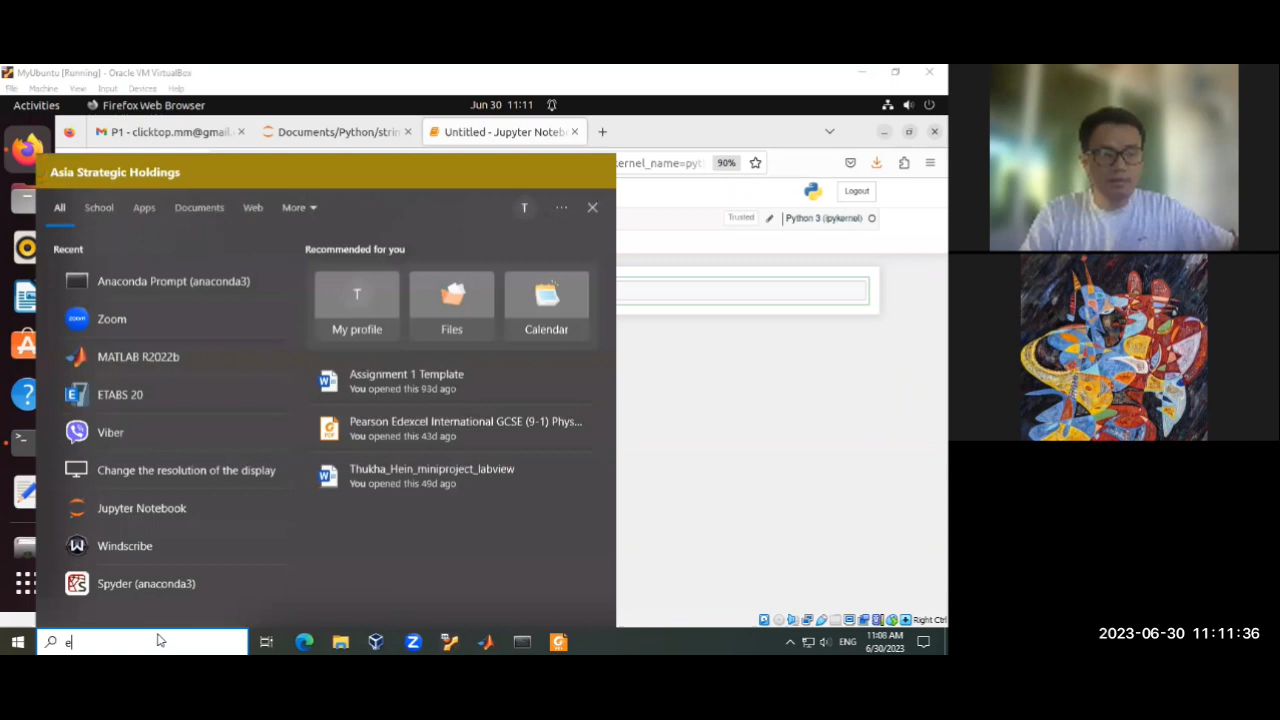 MyUbuntu [Running] - Oracle VM VirtualBox
File Machine View Input Devices Help
Activities Firefox Web Browser Jun 30 11:11
P1 - clicktop.mm@gmail. Documents/Python/strin Untitled - Jupyter Noteb
kernel_name=pyt 90%
Asia Strategic Holdings
Logout
All School Apps Documents Web More T
Trusted Python 3 (ipykernel)
Recent
Recommended for you
Anaconda Prompt (anaconda3)
Zoom
MATLAB R2022b
ETABS 20
Viber
Change the resolution of the display
Jupyter Notebook
Windscribe
Spyder (anaconda3)
T
My profile Files Calendar
Assignment 1 Template
You opened this 93d ago
Pearson Edexcel International GCSE (9-1) Phys...
You opened this 43d ago
Thukha_Hein_miniproject_labview
You opened this 49d ago
Right Ctrl
e
ENG
11:08 AM
6/30/2023
2023-06-30 11:11:36